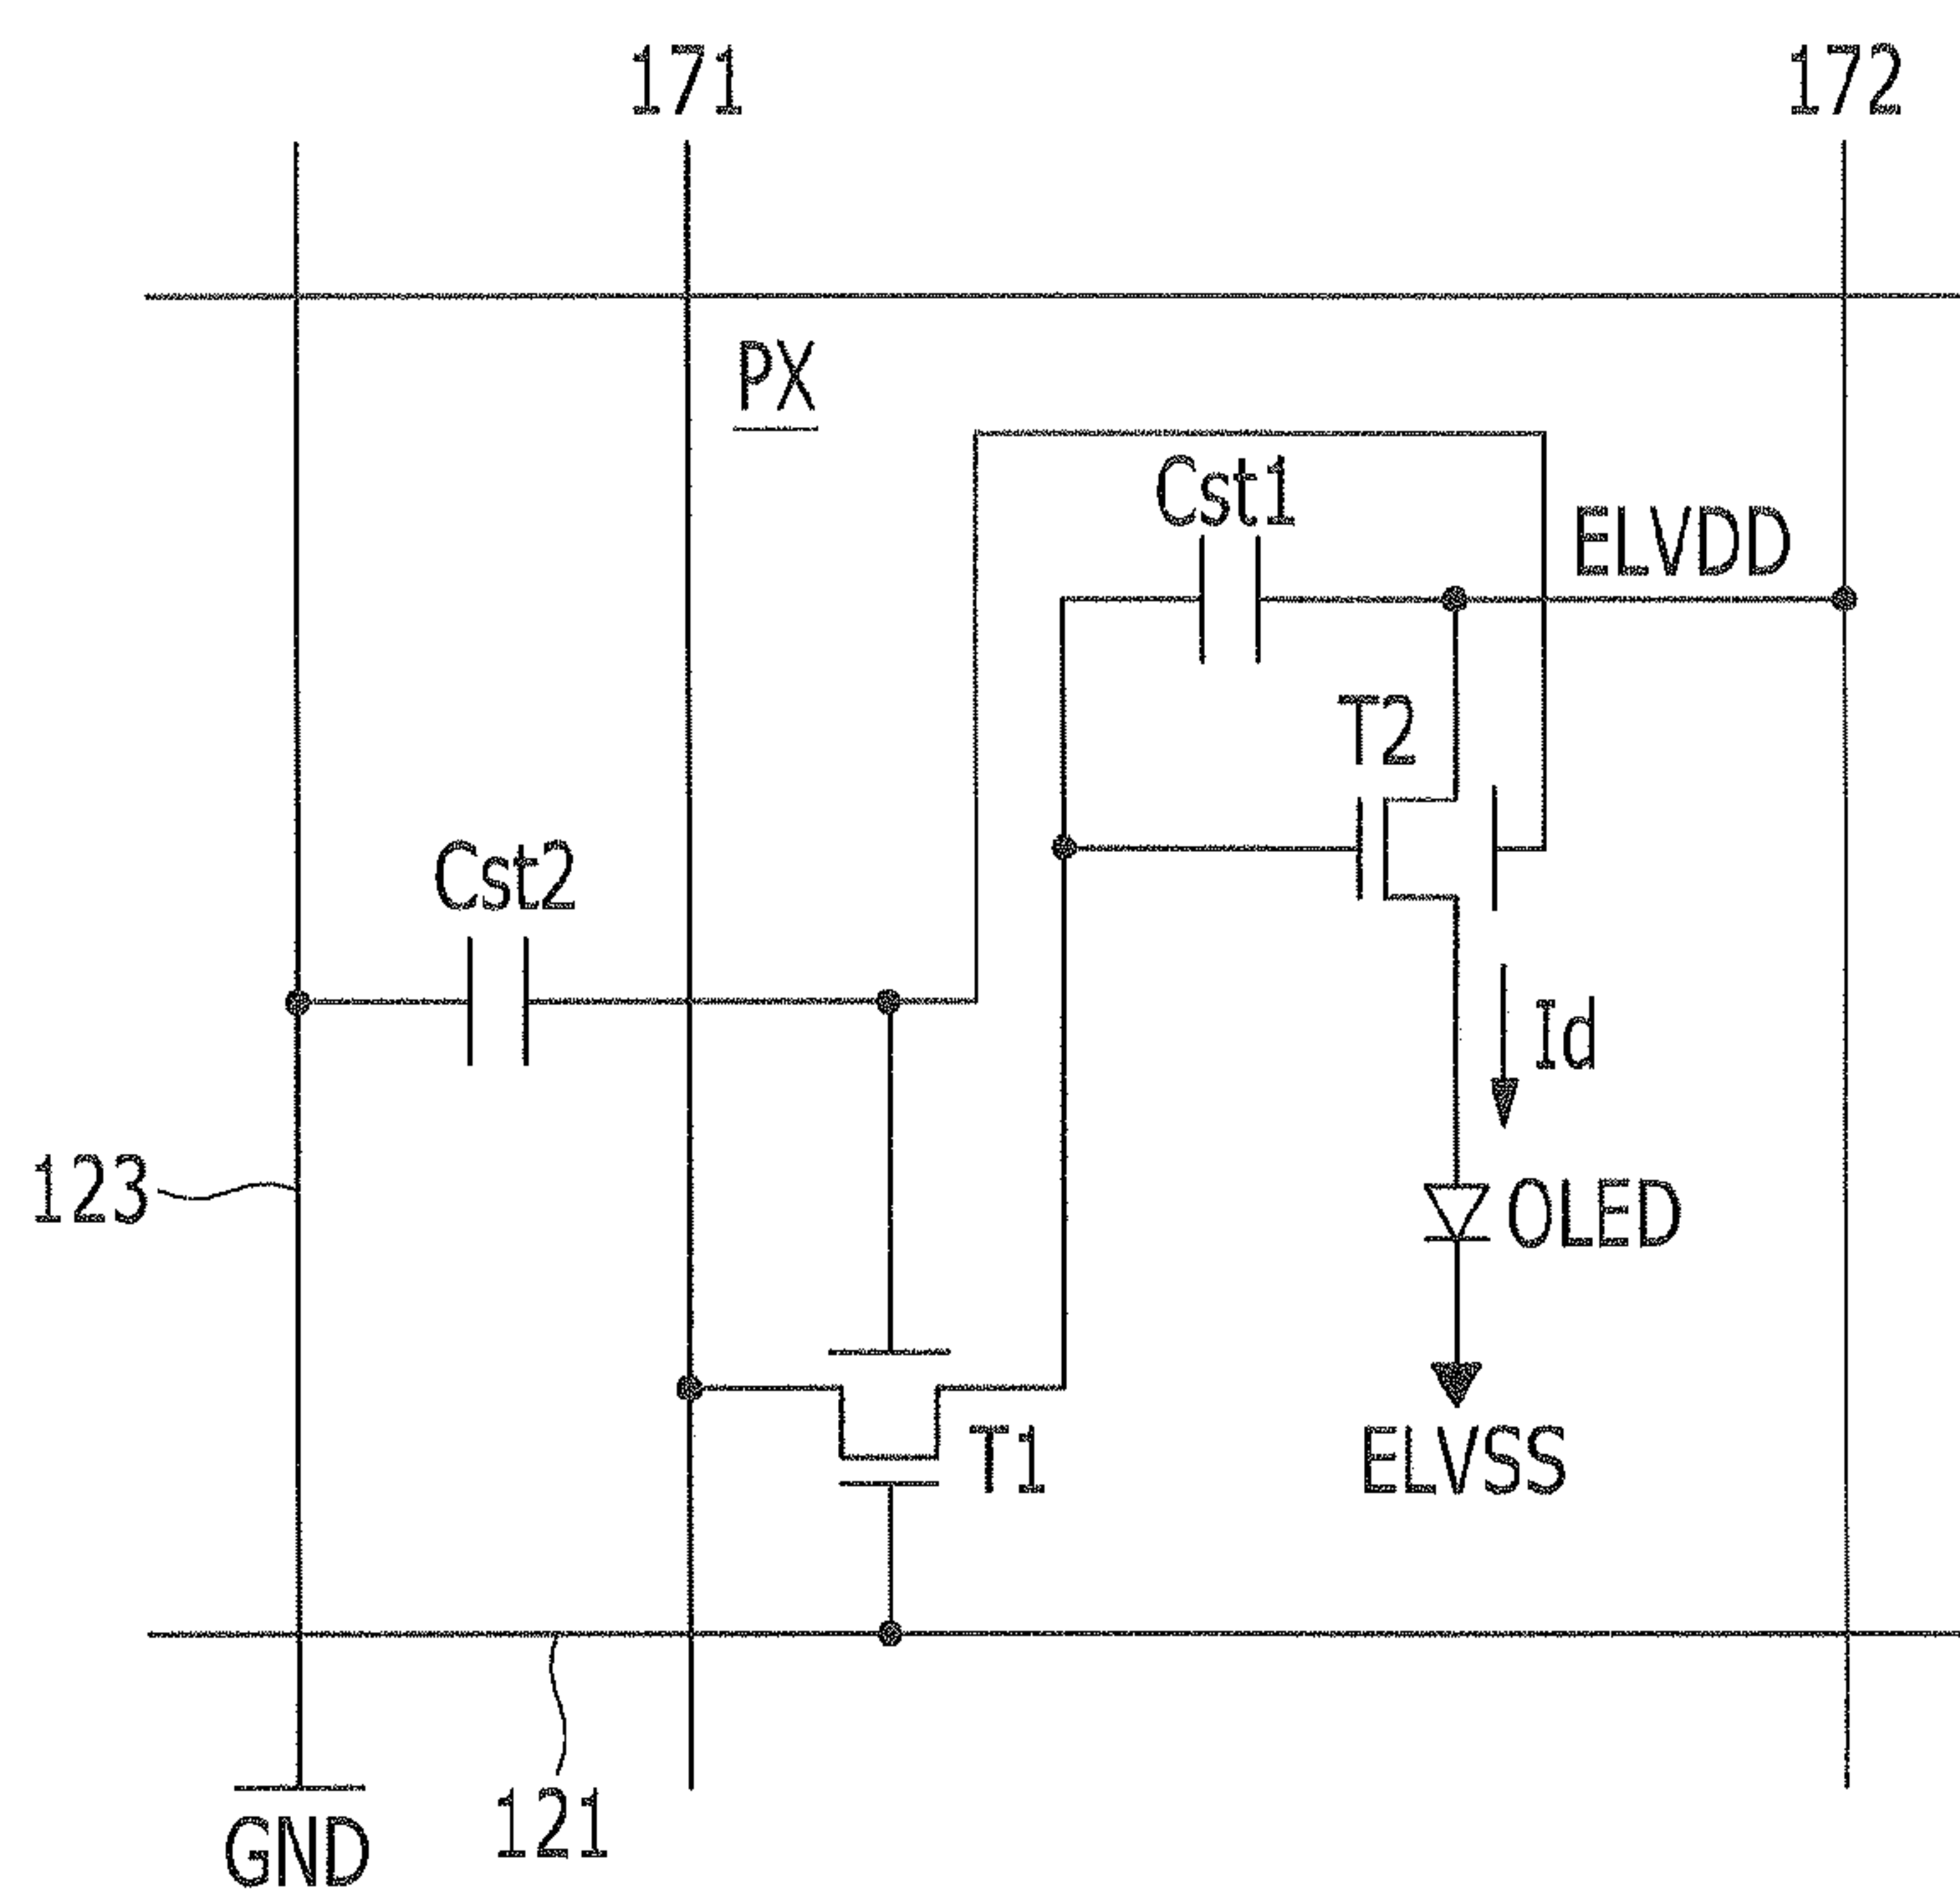 171
172
PX
Cst1
ELVDD
T2
Cst2
Id
123
OLED
T1
ELVSS
121
GND